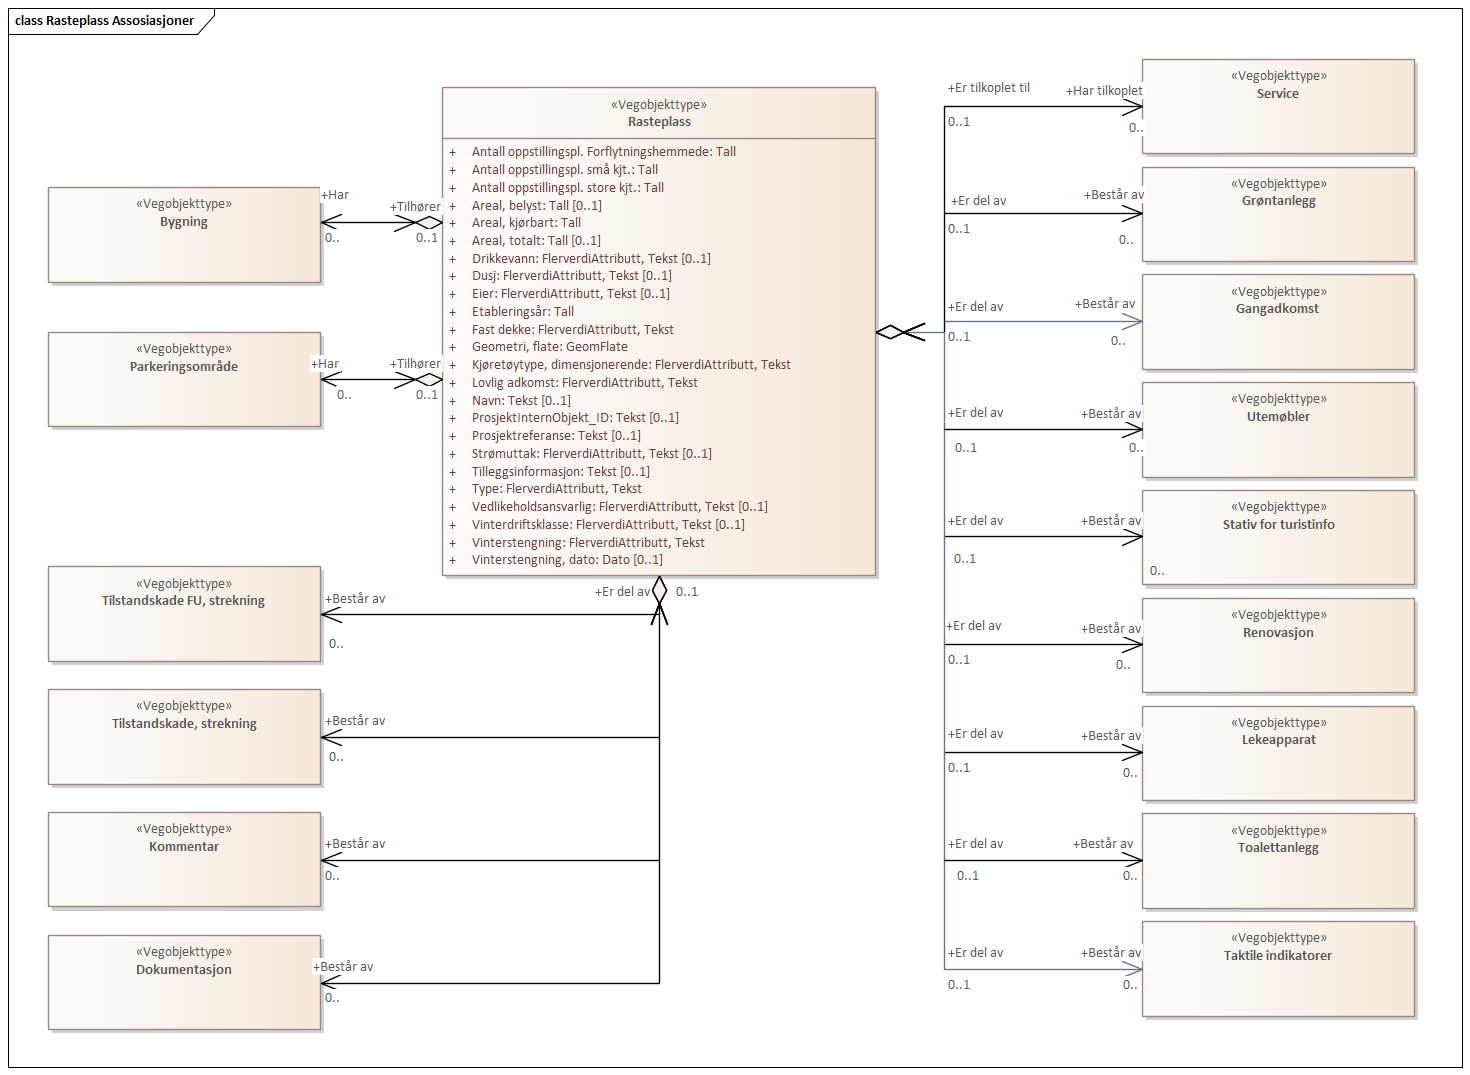 class Rasteplass Assosiasjoner
«Vegobjekttype»
Rasteplass
+ Antall oppstillingspl. Forflytningshemmede: Tall
+ Antall oppstillingspl. små kjt.: Tall
+ Antall oppstillingspl. store kjt.: Tall
+ Areal, belyst: Tall [0..1]
+ Areal, kjørbart: Tall
+ Areal, totalt: Tall [0..1]
+ Drikkevann: FlerverdiAttributt, Tekst [0..1]
+ Dusj: FlerverdiAttributt, Tekst [0..1]
+ Eier: FlerverdiAttributt, Tekst [0..1]
+ Etableringsår: Tall
+ Fast dekke: FlerverdiAttributt, Tekst
+ Geometri, flate: GeomFlate
+ Kjøretøytype, dimensjonerende: FlerverdiAttributt, Tekst
+ Lovlig adkomst: FlerverdiAttributt, Tekst
+ Navn: Tekst [0..1]
+ ProsjektInternObjekt_ID: Tekst [0..1]
+ Prosjektreferanse: Tekst [0..1]
+ Strømuttak: FlerverdiAttributt, Tekst [0..1]
+ Tilleggsinformasjon: Tekst [0..1]
+ Type: FlerverdiAttributt, Tekst
+ Vedlikeholdsansvarlig: FlerverdiAttributt, Tekst [0..1]
+ Vinterdriftsklasse: FlerverdiAttributt, Tekst [0..1]
+ Vinterstengning: FlerverdiAttributt, Tekst
+ Vinterstengning, dato: Dato [0..1]
«Vegobjekttype»
Bygning
+Har
0..
+Tilhører
0..1
«Vegobjekttype»
Parkeringsområde
+Har
0..
+Tilhører
0..1
+Er del av
0..1
«Vegobjekttype»
Tilstandskade FU, strekning
+Består av
0..
«Vegobjekttype»
Tilstandskade, strekning
+Består av
0..
«Vegobjekttype»
Kommentar
+Består av
0..
«Vegobjekttype»
Dokumentasjon
+Består av
0..
+Er tilkoplet til
0..1
+Har tilkoplet
0..
«Vegobjekttype»
Service
+Er del av
0..1
+Består av
0..
«Vegobjekttype»
Grøntanlegg
+Er del av
0..1
+Består av
0..
«Vegobjekttype»
Gangadkomst
+Er del av
0..1
+Består av
0..
«Vegobjekttype»
Utemøbler
+Er del av
0..1
+Består av
0..
«Vegobjekttype»
Stativ for turistinfo
+Er del av
0..1
+Består av
0..
«Vegobjekttype»
Renovasjon
+Er del av
0..1
+Består av
0..
«Vegobjekttype»
Lekeapparat
+Er del av
0..1
+Består av
0..
«Vegobjekttype»
Toalettanlegg
+Er del av
0..1
+Består av
0..
«Vegobjekttype»
Taktile indikatorer